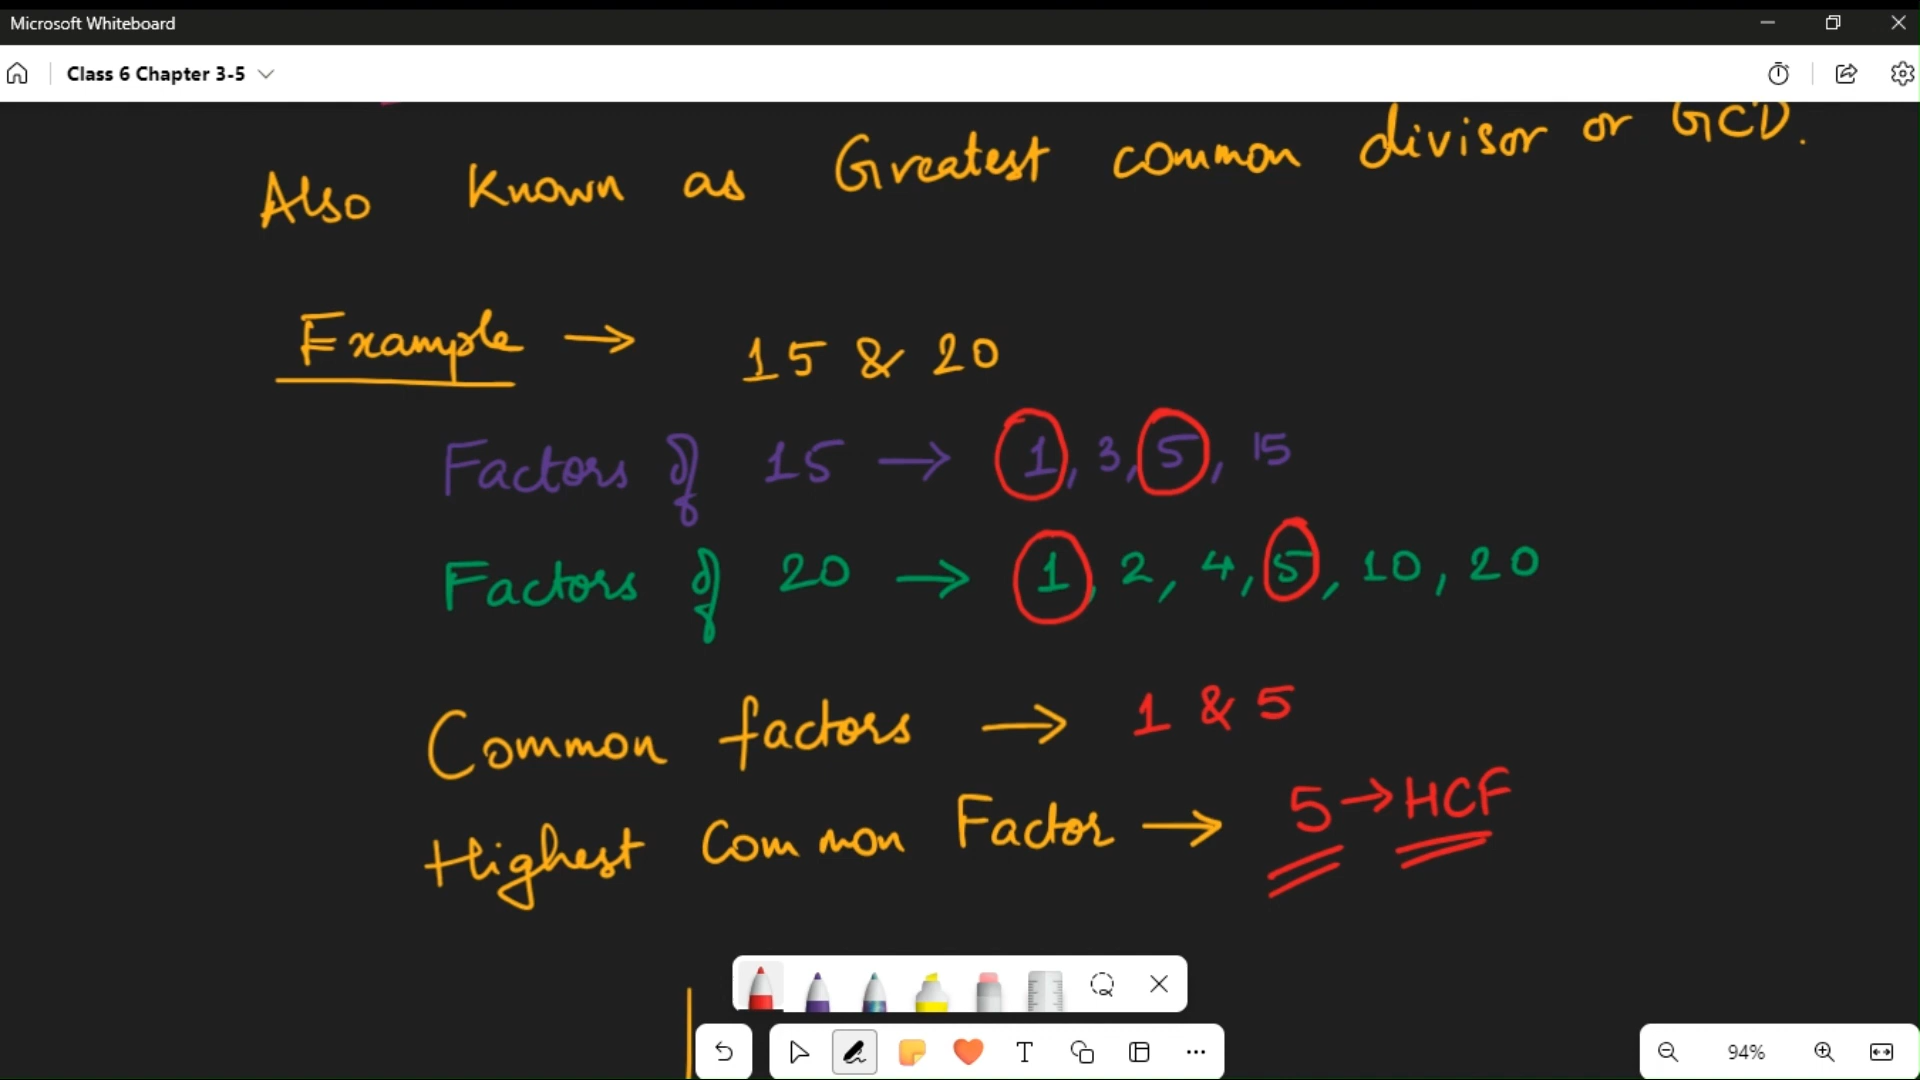 Microsoft Whiteboard
Class 6 Chapter 3-5
Also Known as Greatest common divisor or GCD.
Example → 15 & 20
Factors of 15 → 1, 3, 5, 15
Factors of 20 → 1, 2, 4, 5, 10, 20
Common factors → 1 & 5
Highest Common Factor → 5 → HCF
94%